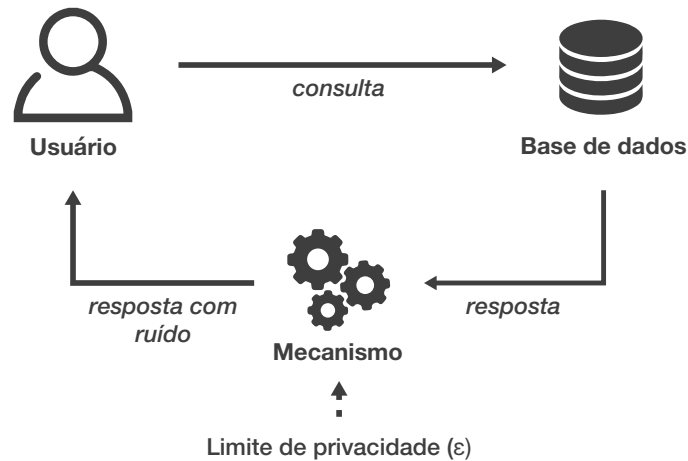 consulta
Usuário
Base de dados
resposta com
ruído
resposta
Mecanismo
Limite de privacidade (ε)